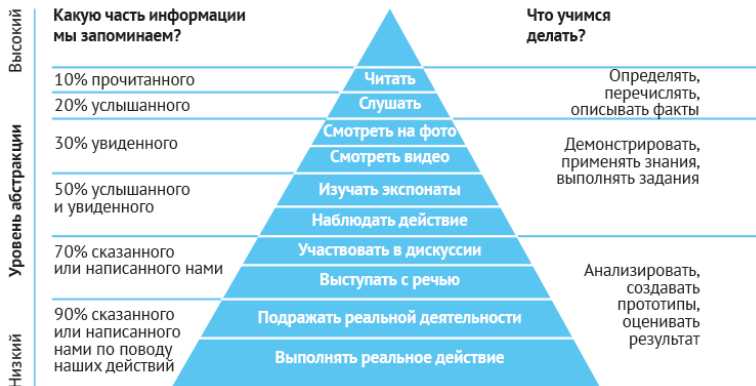 Какую часть информации
мы запоминаем?
Что учимся
делать?
Высокий
Уровень абстракции
Низкий
10% прочитанного
20% услышанного
30% увиденного
50% услышанного
и увиденного
70% сказанного
или написанного нами
90% сказанного
или написанного
нами по поводу
наших действий
Читать
Слушать
Смотреть на фото
Смотреть видео
Изучать экспонаты
Наблюдать действие
Участвовать в дискуссии
Выступать с речью
Подражать реальной деятельности
Выполнять реальное действие
Определять,
перечислять,
описывать факты
Демонстрировать,
применять знания,
выполнять задания
Анализировать,
создавать
прототипы,
оценивать
результат